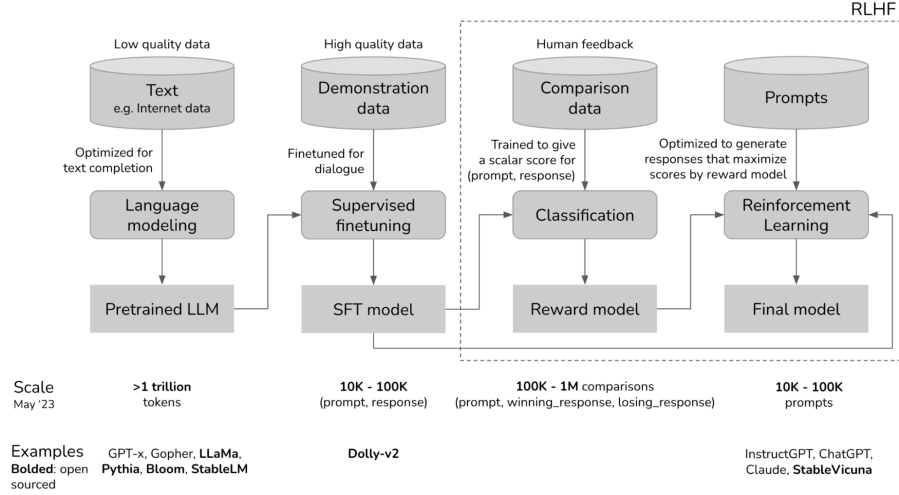 RLHF
Low quality data
High quality data
Human feedback
Text
e.g. Internet data
Demonstration
data
Comparison
data
Prompts
Optimized for
text completion
Finetuned for
dialogue
Trained to give
a scalar score for
(prompt, response)
Optimized to generate
responses that maximize
scores by reward model
Language
modeling
Supervised
finetuning
Classification
Reinforcement
Learning
Pretrained LLM
SFT model
Reward model
Final model
Scale
May ‘23
>1 trillion
tokens
10K - 100K
(prompt, response)
100K - 1M comparisons
(prompt, winning_response, losing_response)
10K - 100K
prompts
Examples
Bolded: open
sourced
GPT-x, Gopher, LLaMa,
Pythia, Bloom, StableLM
Dolly-v2
InstructGPT, ChatGPT,
Claude, StableVicuna